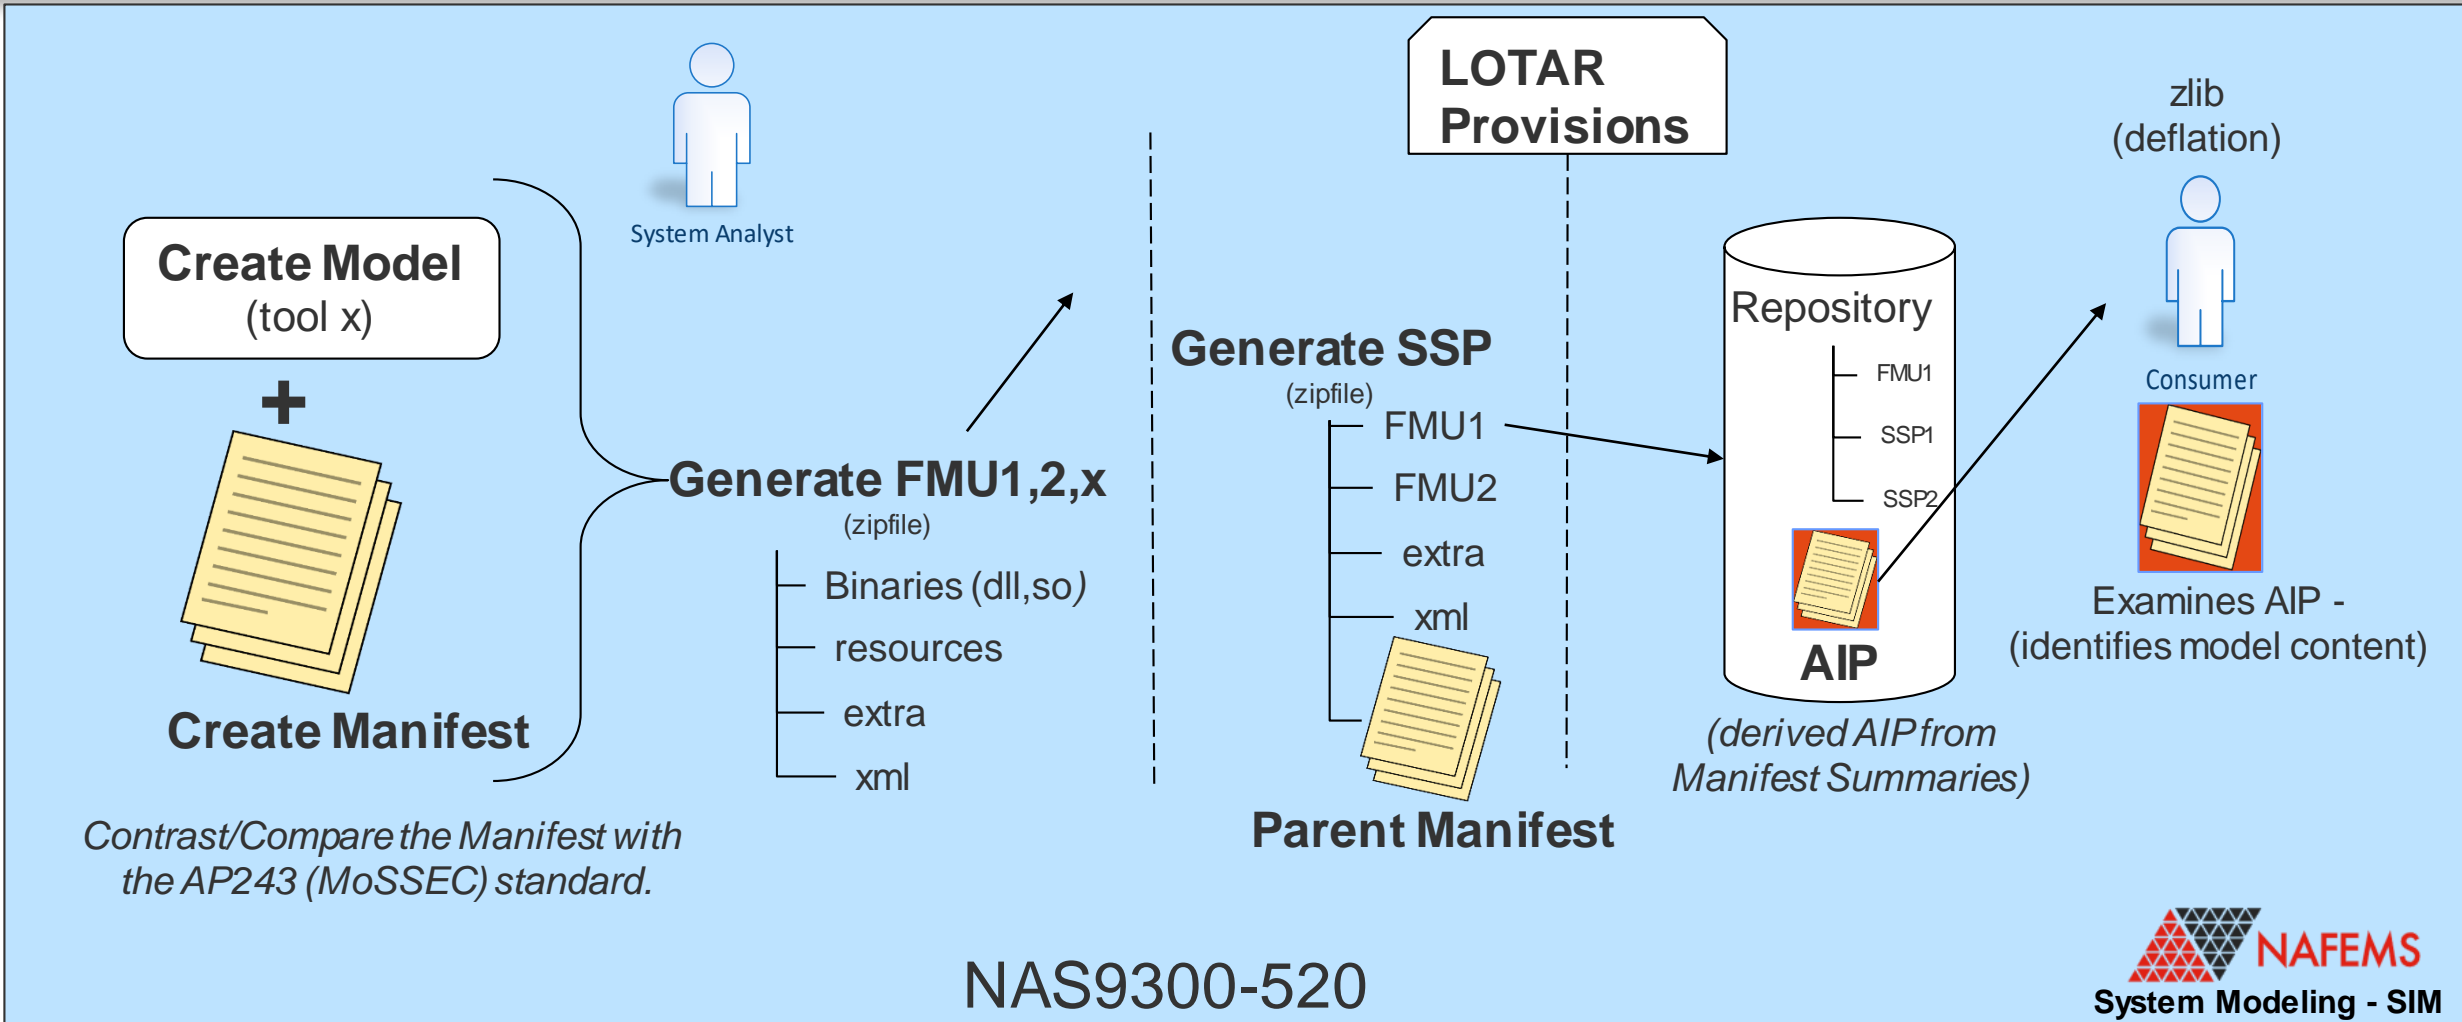 LOTAR
Provisions
zlib
(deflation)
System Analyst
Create Model
(tool x)
+
Create Manifest
Contrast/Compare the Manifest with
the AP243 (MoSSEC) standard.
Generate FMU1,2,x
(zipfile)
Binaries (dll,so)
resources
extra
xml
Generate SSP
(zipfile)
FMU1
FMU2
extra
xml
Parent Manifest
Repository
FMU1
SSP1
SSP2
AIP
(derived AIP from
Manifest Summaries)
Consumer
Examines AIP -
(identifies model content)
NAS9300-520
NAFEMS
System Modeling - SIM